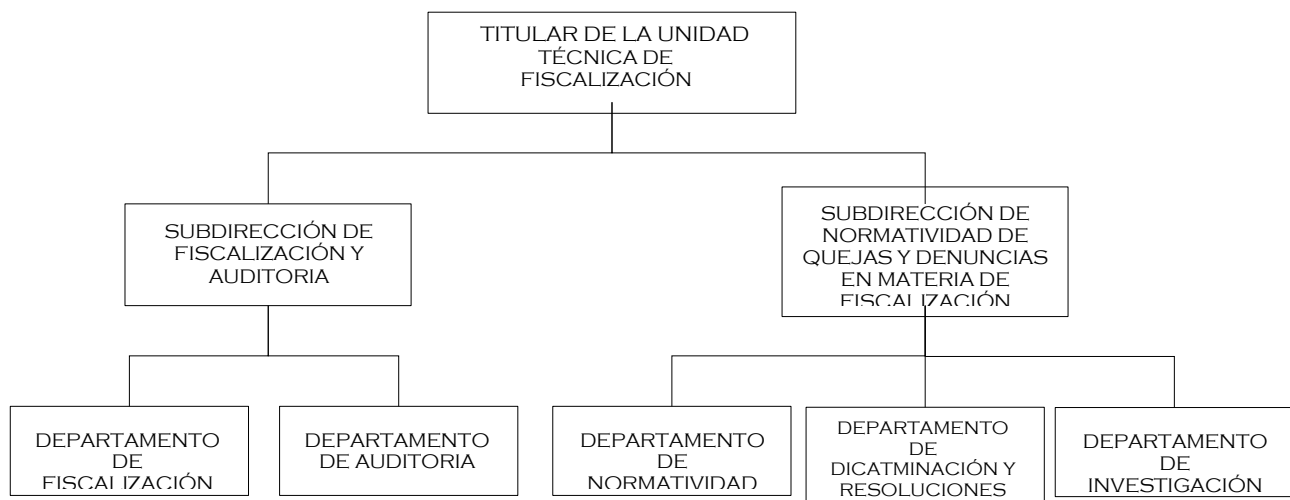 TITULAR DE LA UNIDAD
TÉCNICA DE
FISCALIZACIÓN
SUBDIRECCIÓN DE
FISCALIZACIÓN Y
AUDITORIA
SUBDIRECCIÓN DE
NORMATIVIDAD DE
QUEJAS Y DENUNCIAS
EN MATERIA DE
FISCALIZACIÓN
DEPARTAMENTO
DE
FISCALIZACIÓN
DEPARTAMENTO
DE AUDITORIA
DEPARTAMENTO
DE
NORMATIVIDAD
DEPARTAMENTO
DE
DICATMINACIÓN Y
RESOLUCIONES
DEPARTAMENTO
DE
INVESTIGACIÓN